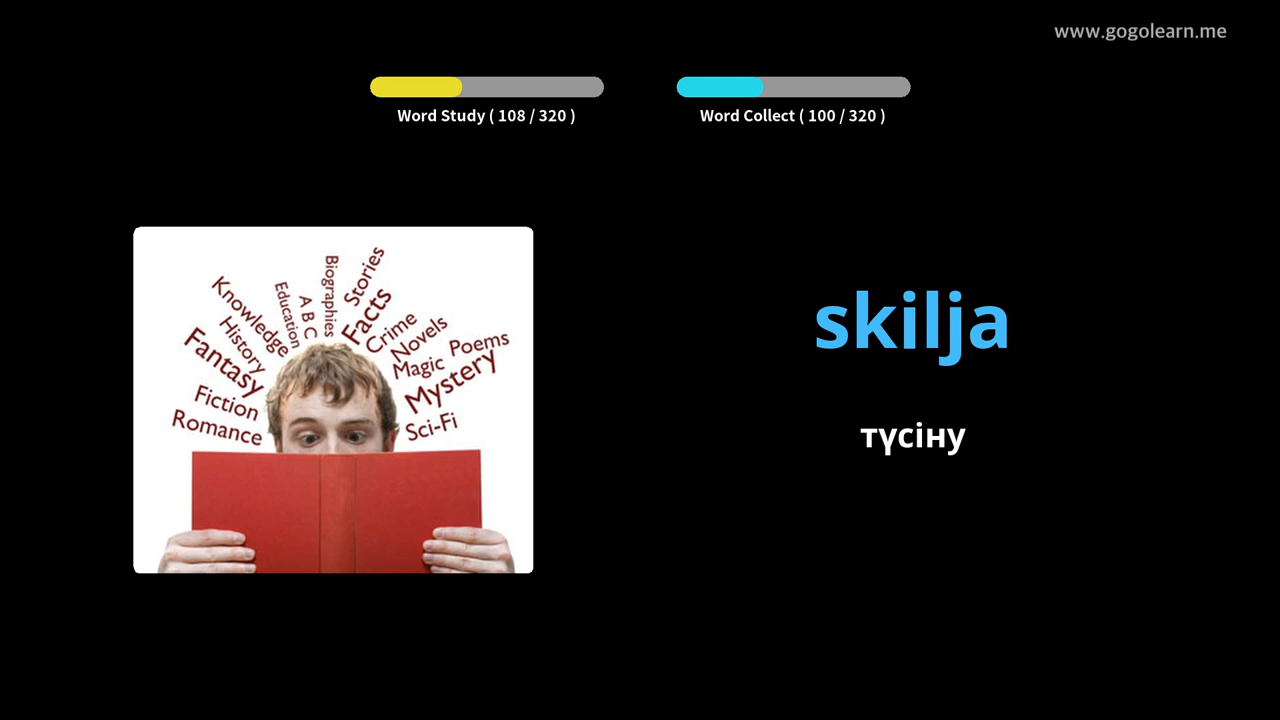 www.gogolearn.me
Word Study ( 108 / 320 )
Word Collect ( 100 / 320 )
Knowledge
History
Fantasy
Fiction
Romance
Education
A B C
Biographies
Stories
Facts
Crime
Novels
Magic
Poems
Mystery
Sci-Fi
skilja
түсіну